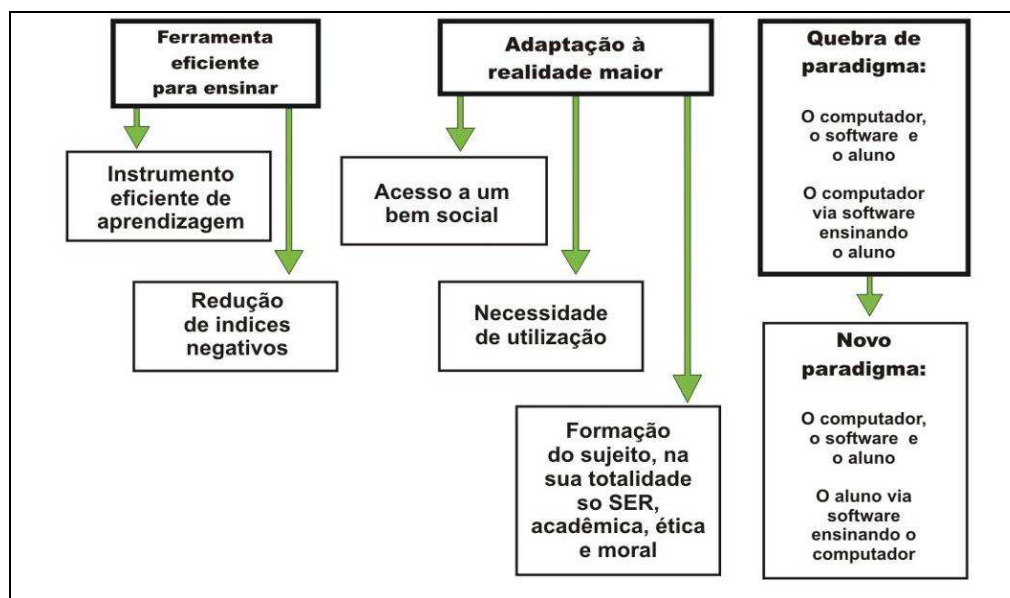 Ferramenta
eficiente
para ensinar
Instrumento
eficiente de
aprendizagem
Redução
de indices
negativos
Adaptação à
realidade maior
Acesso a um
bem social
Necessidade
de utilização
Formação
do sujeito, na
sua totalidade
so SER,
acadêmica, ética
e moral
Quebra de
paradigma:
O computador,
o software e
o aluno
O computador
via software
ensinando
o aluno
Novo
paradigma:
O computador,
o software e
o aluno
O aluno via
software
ensinando o
computador